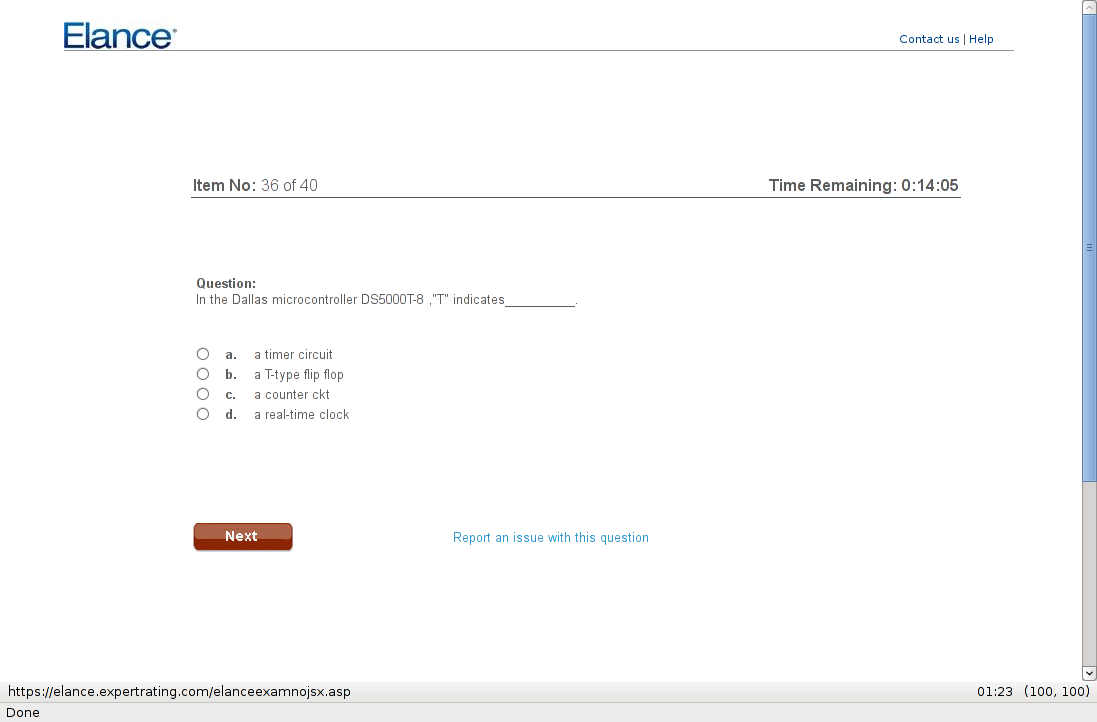 Elance®
Contact us | Help
Item No: 36 of 40
Time Remaining: 0:14:05
Question:
In the Dallas microcontroller DS5000T-8 ,"T" indicates__________.
a. a timer circuit
b. a T-type flip flop
c. a counter ckt
d. a real-time clock
Next
Report an issue with this question
https://elance.expertrating.com/elanceexamnojsx.asp
01:23 (100, 100)
Done